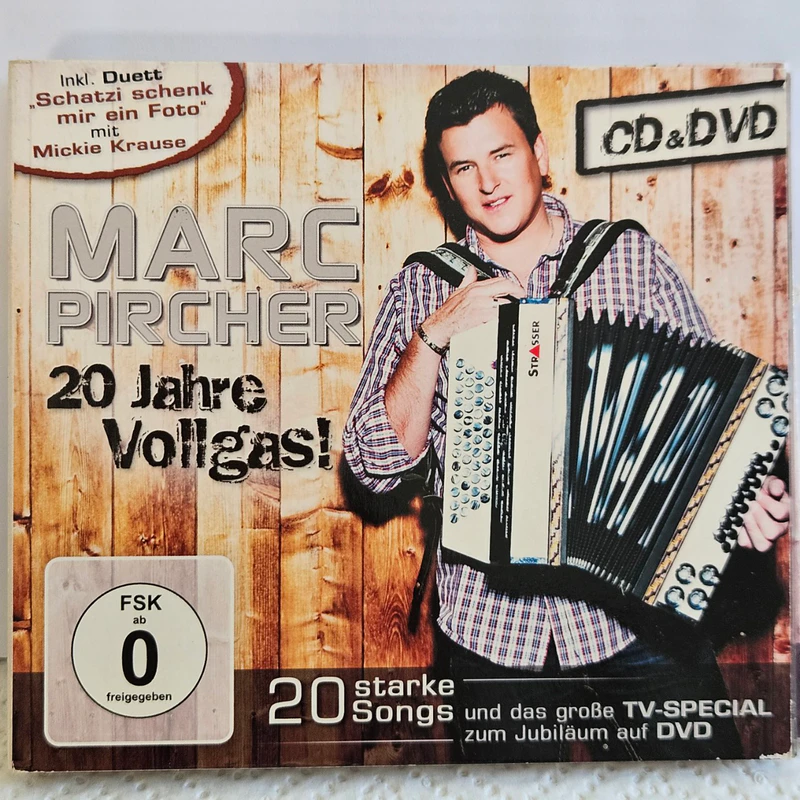 Inkl. Duett
„Schatzi schenk
mir ein Foto“
mit
Mickie Krause
CD&DVD
MARC
PIRCHER
20 Jahre
Vollgas!
STRASSER
FSK
ab
0
freigegeben
20 starke
Songs
und das große TV-SPECIAL
zum Jubiläum auf DVD